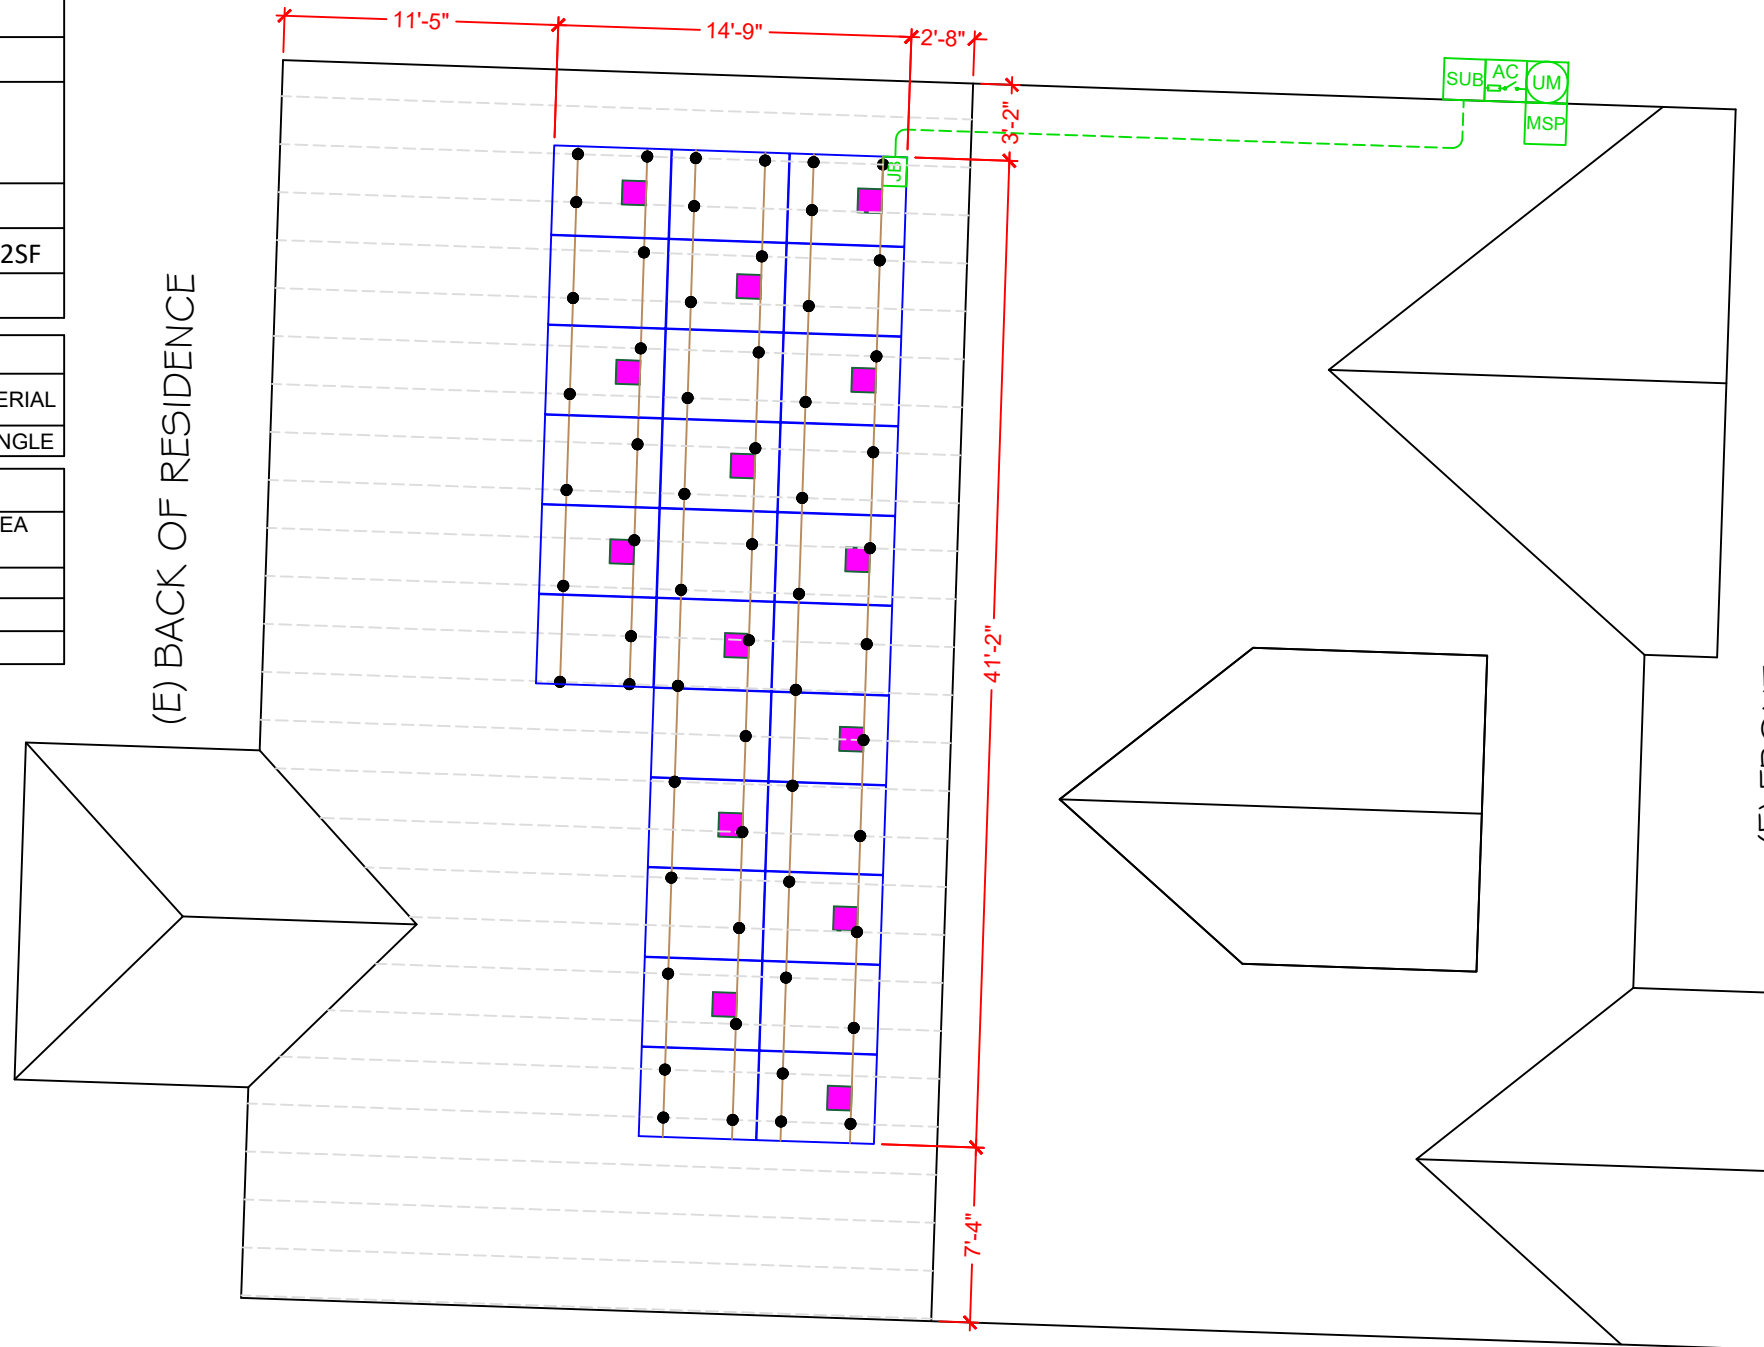 11'-5"
14'-9"
2'-8"
SUB
AC
UM
MSP
3'-2"
JB
2SF
(E) BACK OF RESIDENCE
ERIAL
NGLE
EA
41'-2"
7'-4"